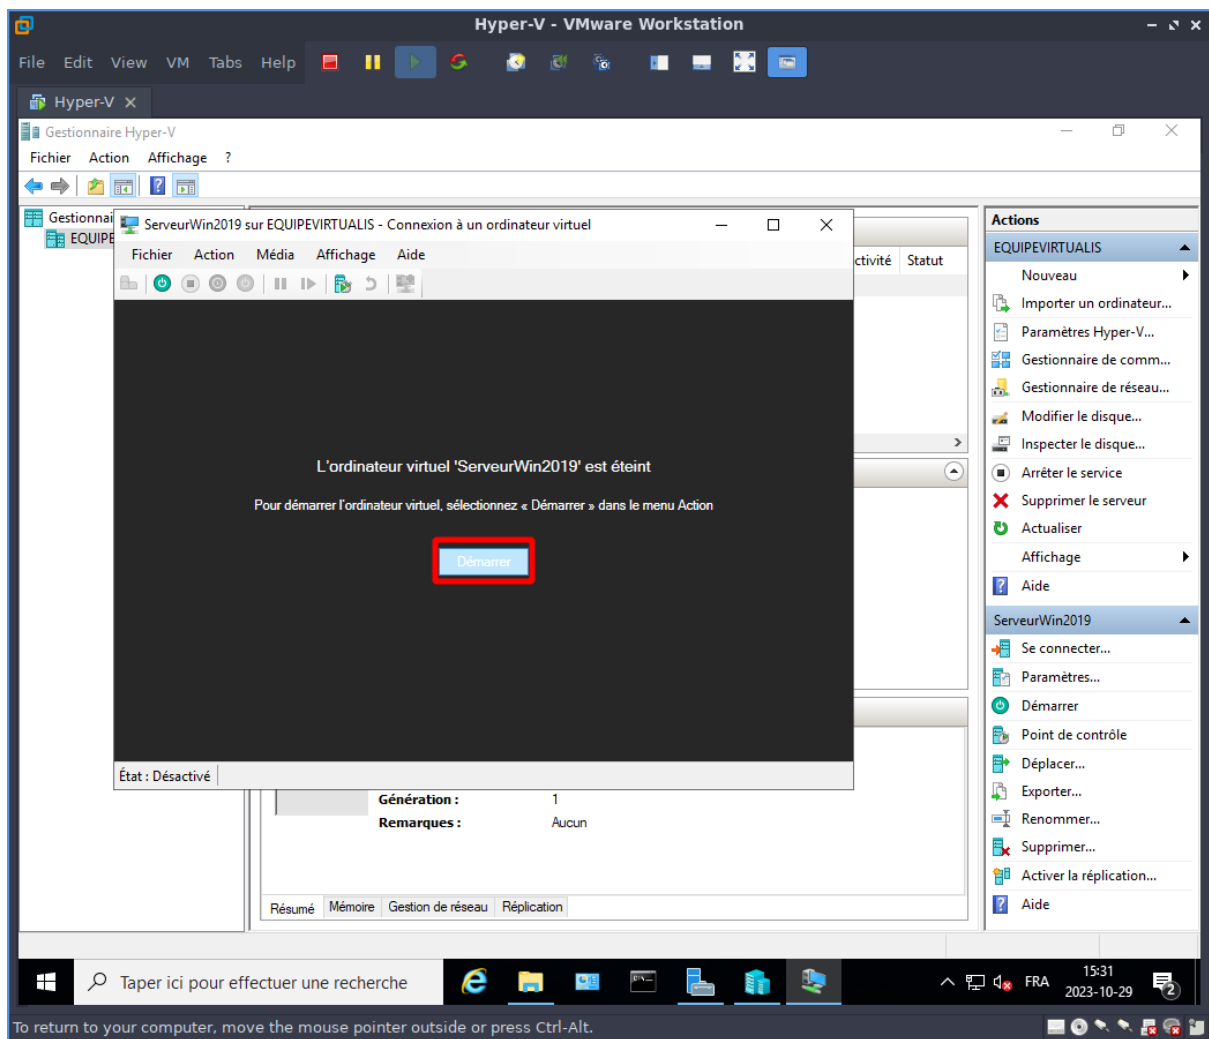 Hyper-V - VMware Workstation
File Edit View VM Tabs Help
Hyper-V
Gestionnaire Hyper-V
Fichier Action Affichage ?
Gestionnai
EQUIPE
ServeurWin2019 sur EQUIPEVIRTUALIS - Connexion à un ordinateur virtuel
Fichier Action Média Affichage Aide
L'ordinateur virtuel 'ServeurWin2019' est éteint
Pour démarrer l'ordinateur virtuel, sélectionnez « Démarrer » dans le menu Action
Démarrer
État : Désactivé
ctivité Statut
Génération : 1
Remarques : Aucun
Résumé Mémoire Gestion de réseau Réplication
Actions
EQUIPEVIRTUALIS
Nouveau
Importer un ordinateur...
Paramètres Hyper-V...
Gestionnaire de comm...
Gestionnaire de réseau...
Modifier le disque...
Inspecter le disque...
Arrêter le service
Supprimer le serveur
Actualiser
Affichage
Aide
ServeurWin2019
Se connecter...
Paramètres...
Démarrer
Point de contrôle
Déplacer...
Exporter...
Renommer...
Supprimer...
Activer la réplication...
Aide
Taper ici pour effectuer une recherche
FRA
15:31
2023-10-29
2
To return to your computer, move the mouse pointer outside or press Ctrl-Alt.